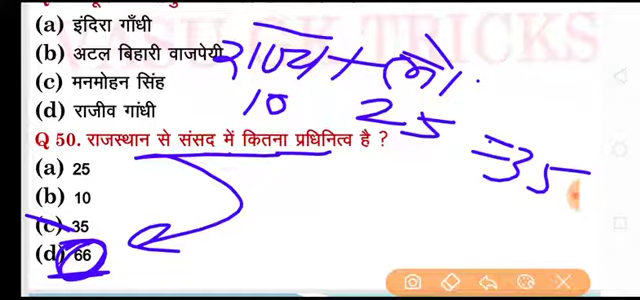 (a) इंदिरा गाँधी
(b) अटल बिहारी वाजपेयी
(c) मनमोहन सिंह
(d) राजीव गांधी
राज्य + लो.
10 25 = 35
Q 50. राजस्थान से संसद में कितना प्रधिनित्व है ?
(a) 25
(b) 10
(c) 35
(d) 66